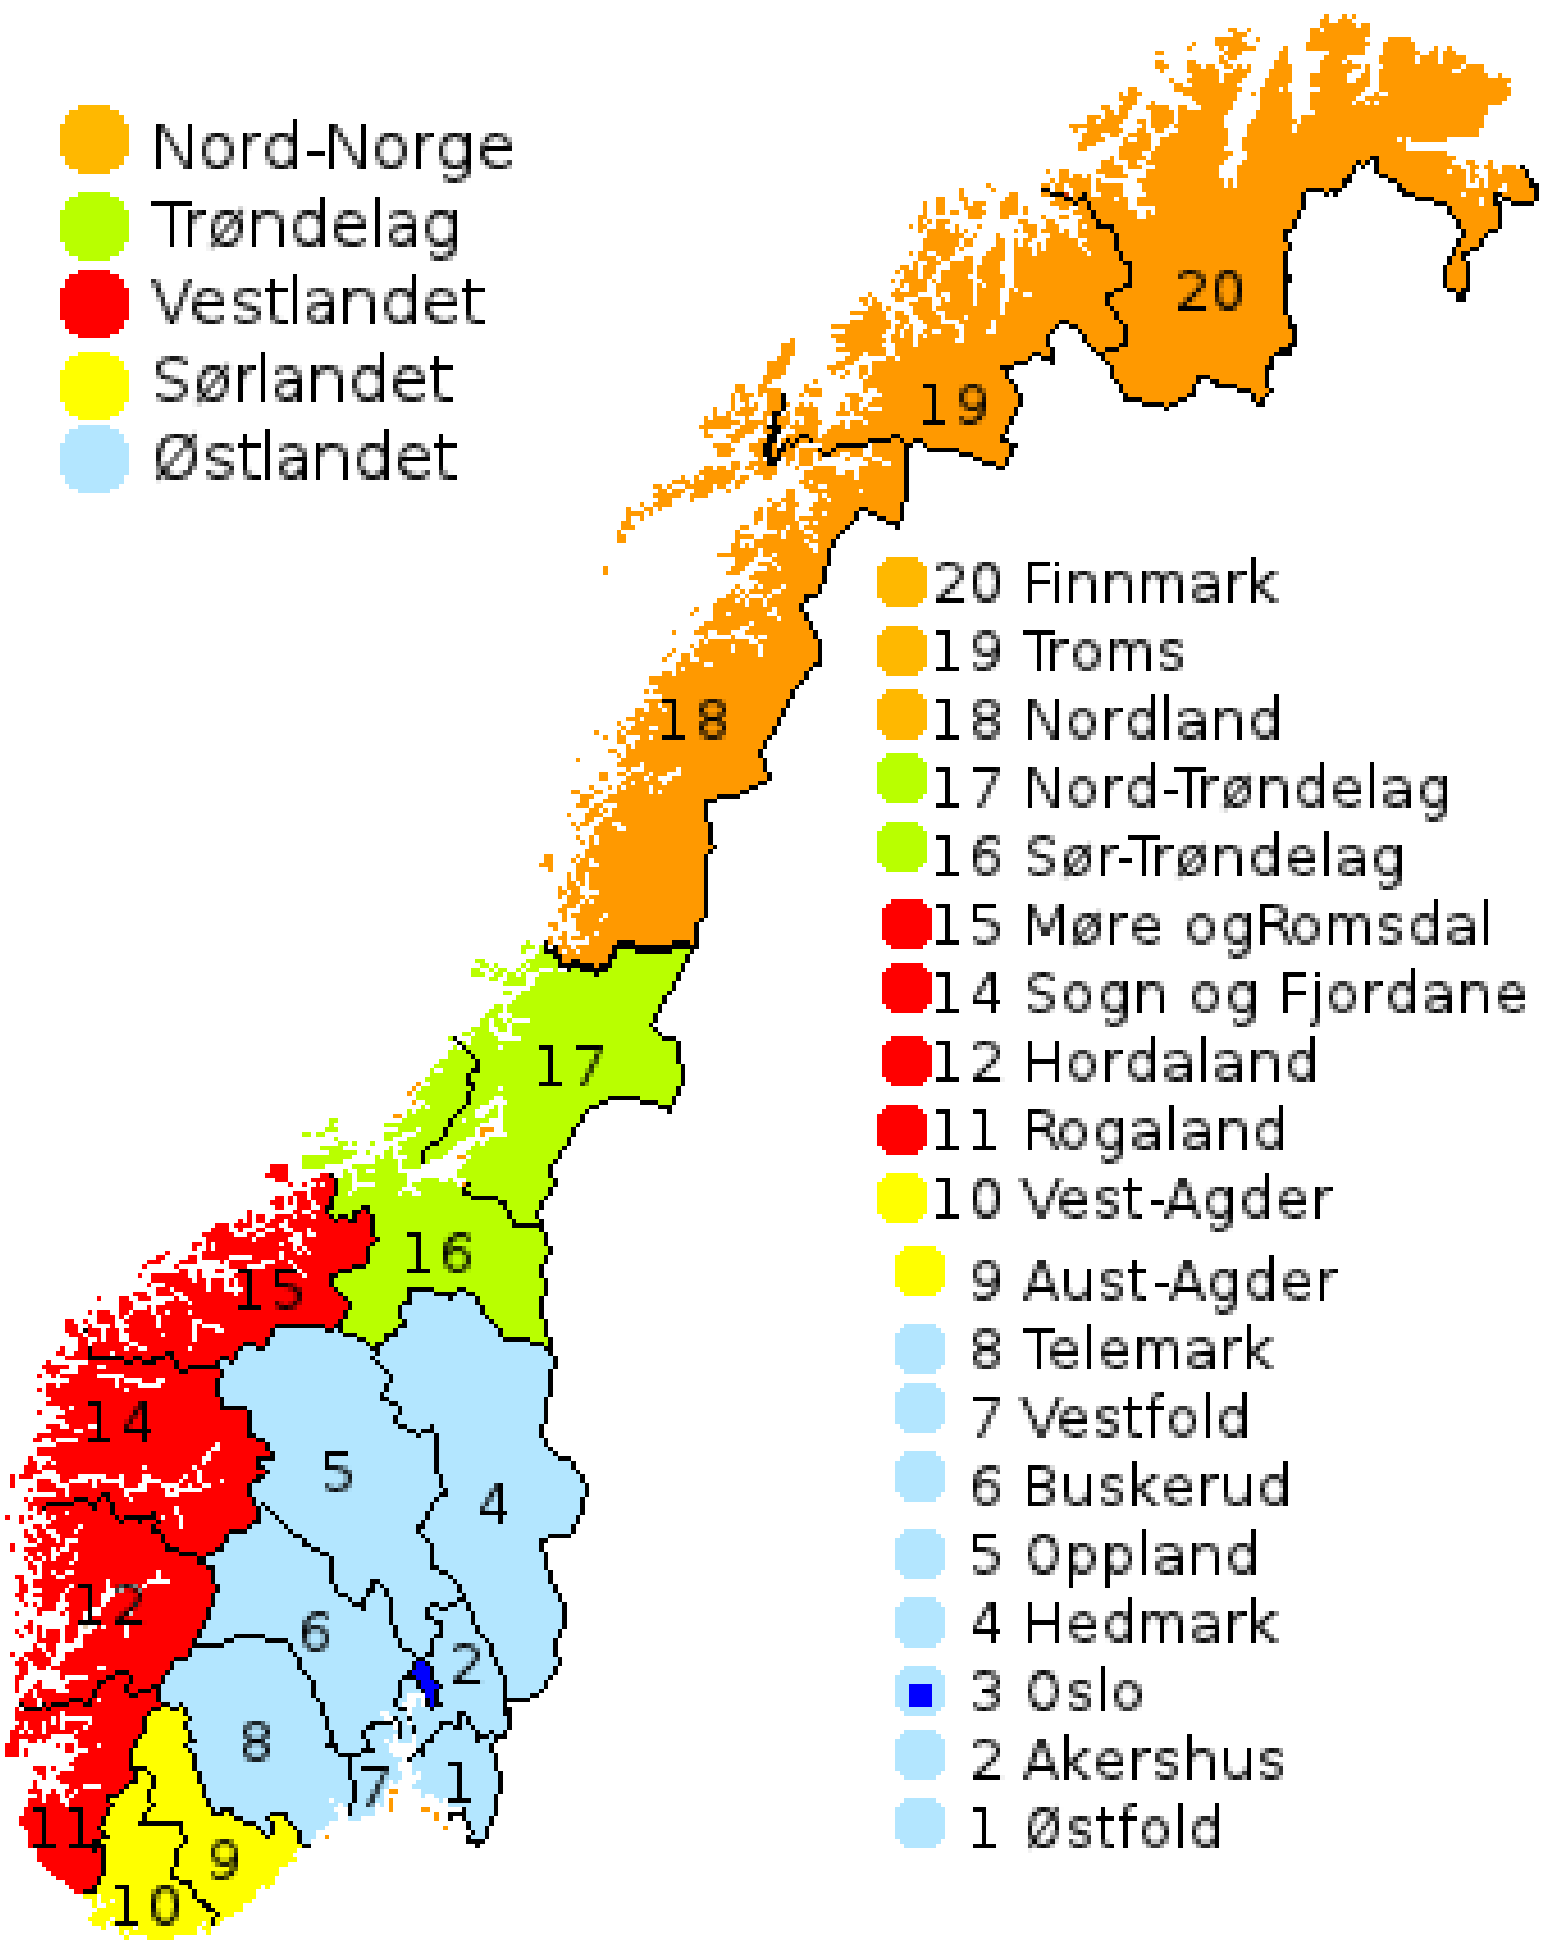 Nord-Norge
Trøndelag
Vestlandet
Sørlandet
Østlandet
20
19
18
17
16
15
14
5
4
12
6
2
8
7
1
11
9
10
20 Finnmark
19 Troms
18 Nordland
17 Nord-Trøndelag
16 Sør-Trøndelag
15 Møre ogRomsdal
14 Sogn og Fjordane
12 Hordaland
11 Rogaland
10 Vest-Agder
9 Aust-Agder
8 Telemark
7 Vestfold
6 Buskerud
5 Oppland
4 Hedmark
3 Oslo
2 Akershus
1 Østfold